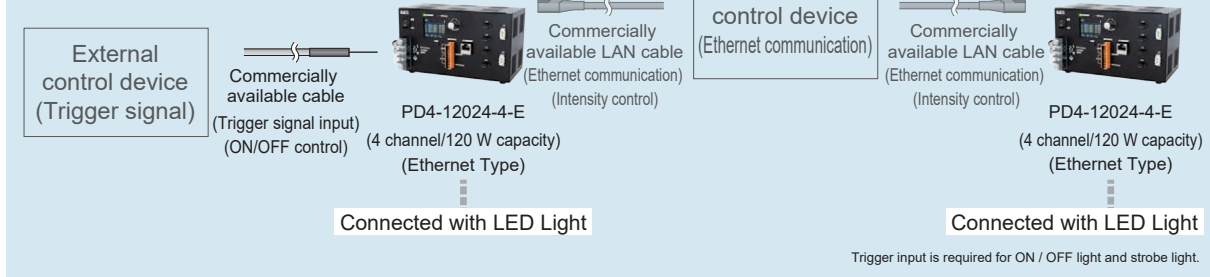 External
control device
(Trigger signal)
Commercially
available cable
(Trigger signal input)
(ON/OFF control)
PD4-12024-4-E
(4 channel/120 W capacity)
(Ethernet Type)
Connected with LED Light
Commercially
available LAN cable
(Ethernet communication)
(Intensity control)
control device
(Ethernet communication)
Commercially
available LAN cable
(Ethernet communication)
(Intensity control)
PD4-12024-4-E
(4 channel/120 W capacity)
(Ethernet Type)
Connected with LED Light
Trigger input is required for ON / OFF light and strobe light.